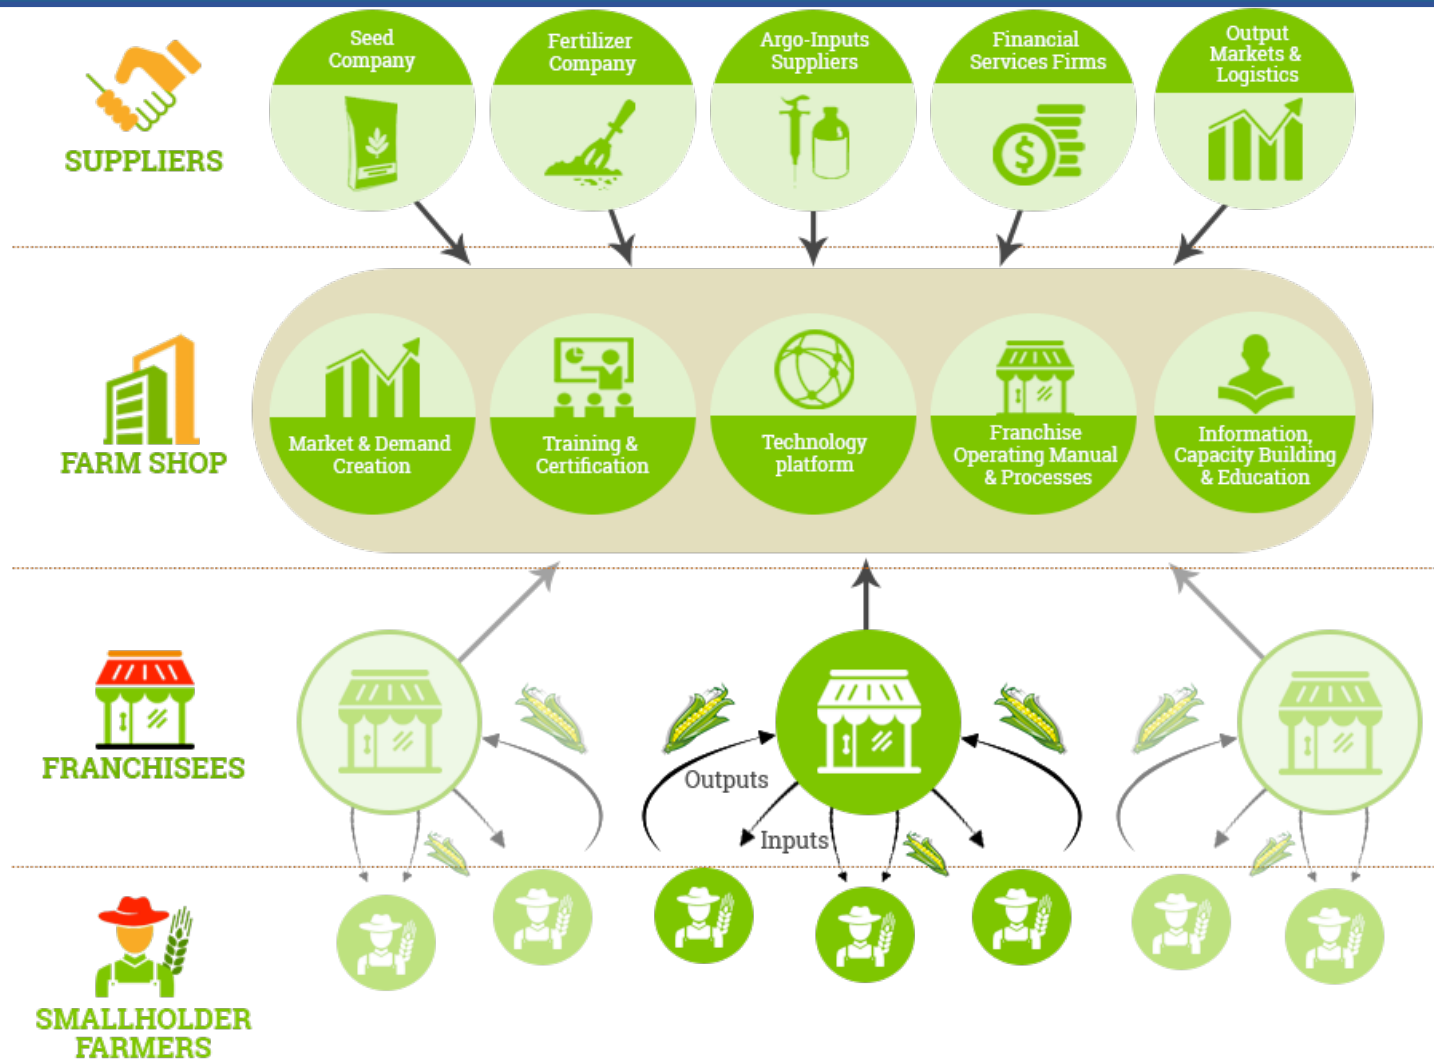 Seed
Company
Fertilizer
Company
Argo-Inputs
Suppliers
Financial
Services Firms
Output
Markets &
Logistics
SUPPLIERS
FARM SHOP
Market & Demand
Creation
Training &
Certification
Technology
platform
Franchise
Operating Manual
& Processes
Information,
Capacity Building
& Education
FRANCHISEES
Outputs
Inputs
SMALLHOLDER
FARMERS